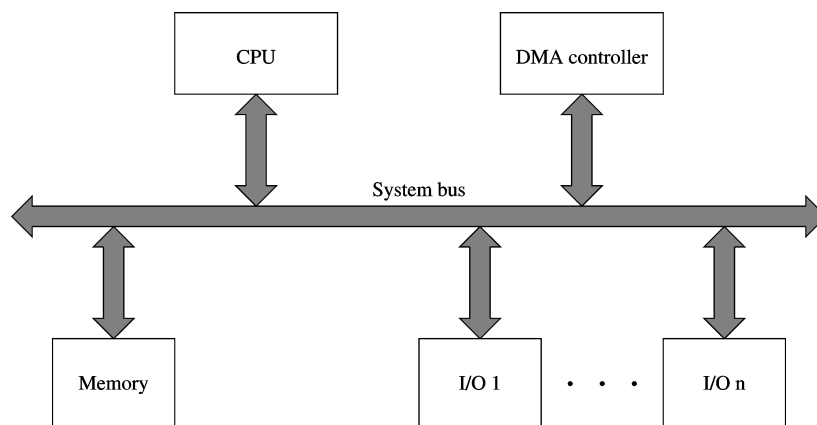 CPU
DMA controller
System bus
Memory
I/O 1
. . .
I/O n